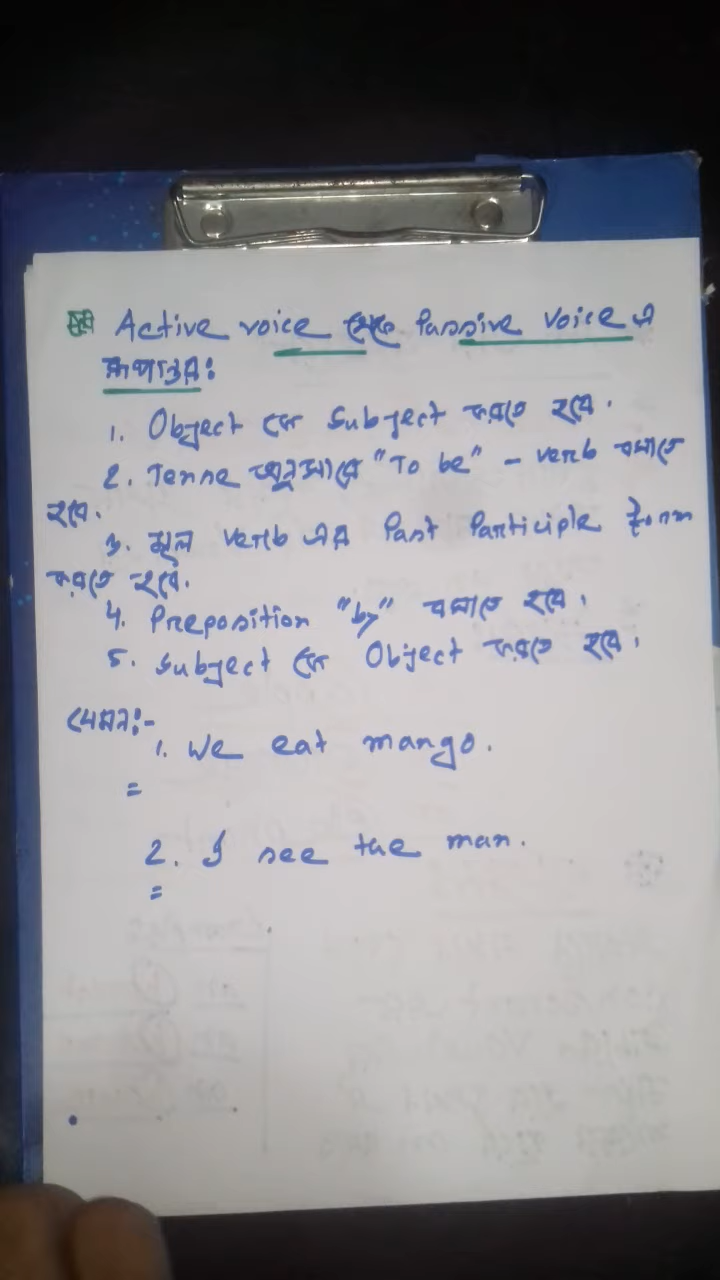 Active voice থেকে Passive voice এ
রূপান্তর:
1. Object কে Subject করতে হবে.
2. Tense অনুসারে "To be" - verb বসাতে
হবে.
3. মূল verb এর Past Participle Form
করতে হবে.
4. Preposition "by" বসাতে হবে.
5. Subject কে Object করতে হবে.
যেমন:-
1. We eat mango.
=
2. I see the man.
=